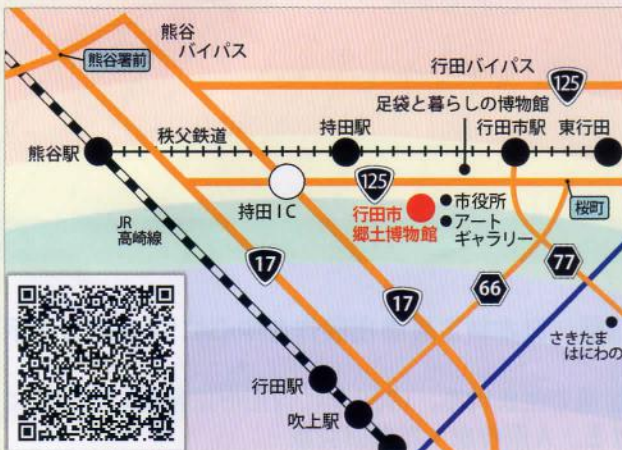 熊谷
バイパス
熊谷署前
行田バイパス
125
足袋と暮らしの博物館
秩父鉄道
持田駅
行田市駅
東行田
熊谷駅
持田IC
125
行田市
郷土博物館
市役所
アート
ギャラリー
桜町
JR
高崎線
17
17
66
77
さきたま
はにわの
行田駅
吹上駅